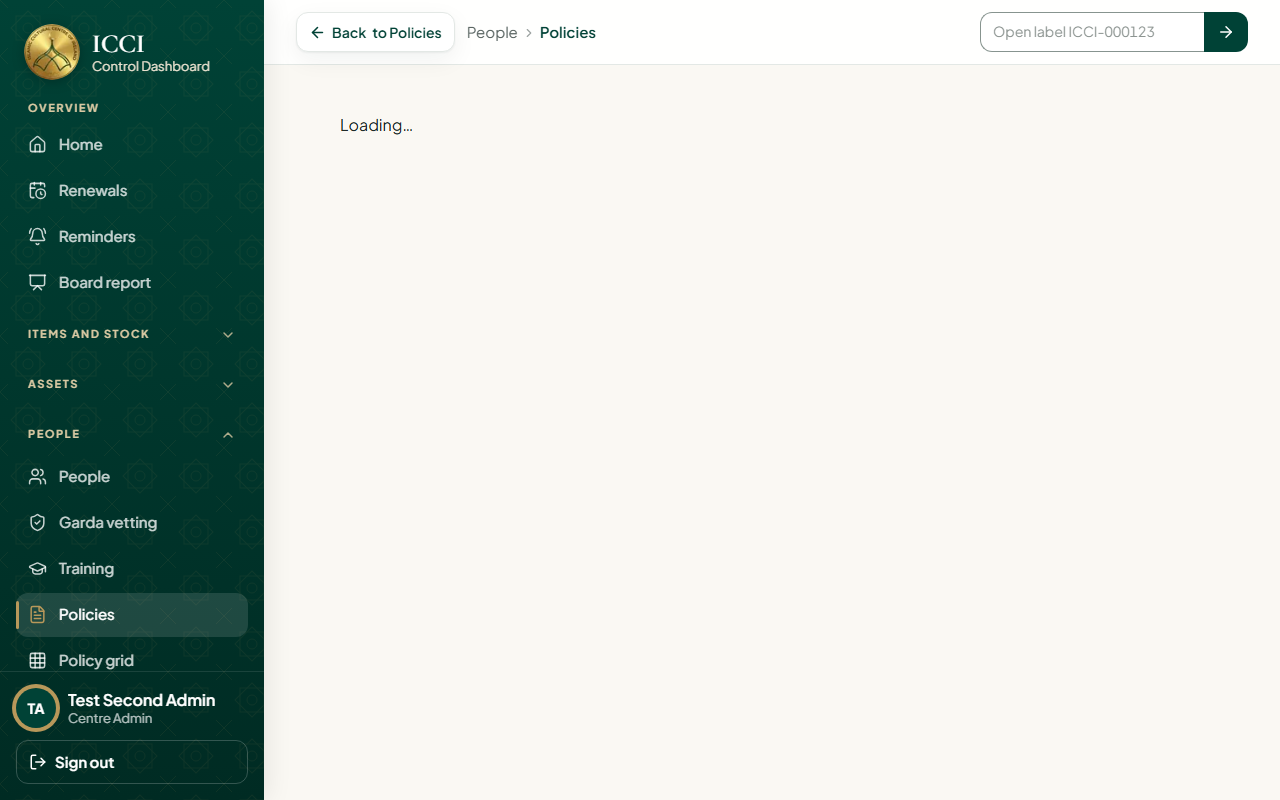 ICCI
Control Dashboard
OVERVIEW
Home
Renewals
Reminders
Board report
ITEMS AND STOCK
ASSETS
PEOPLE
People
Garda vetting
Training
Policies
Policy grid
TA
Test Second Admin
Centre Admin
Sign out
Back to Policies
People › Policies
Open label ICCI-000123
Loading…